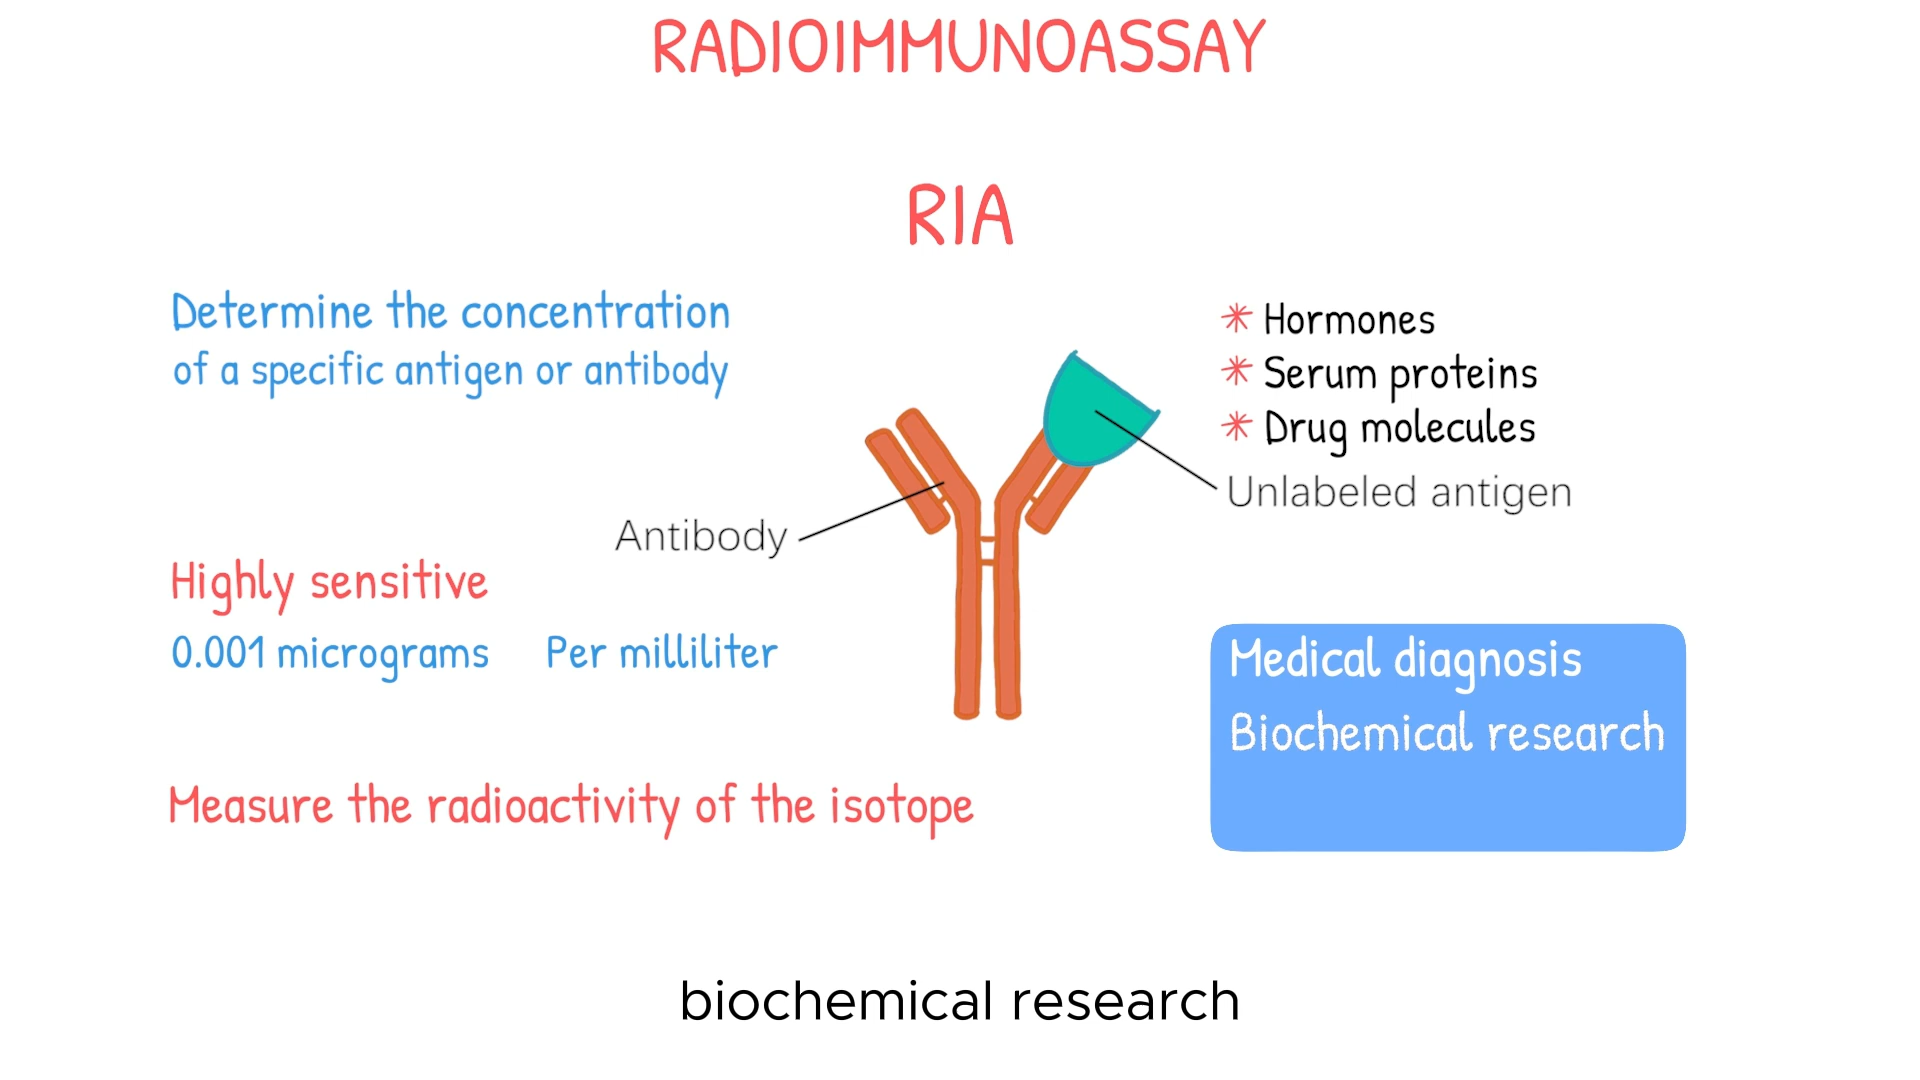 RADIOIMMUNOASSAY
RIA
Determine the concentration
of a specific antigen or antibody
* Hormones
* Serum proteins
* Drug molecules
Unlabeled antigen
Antibody
Highly sensitive
0.001 micrograms Per milliliter
Medical diagnosis
Biochemical research
Measure the radioactivity of the isotope
biochemical research